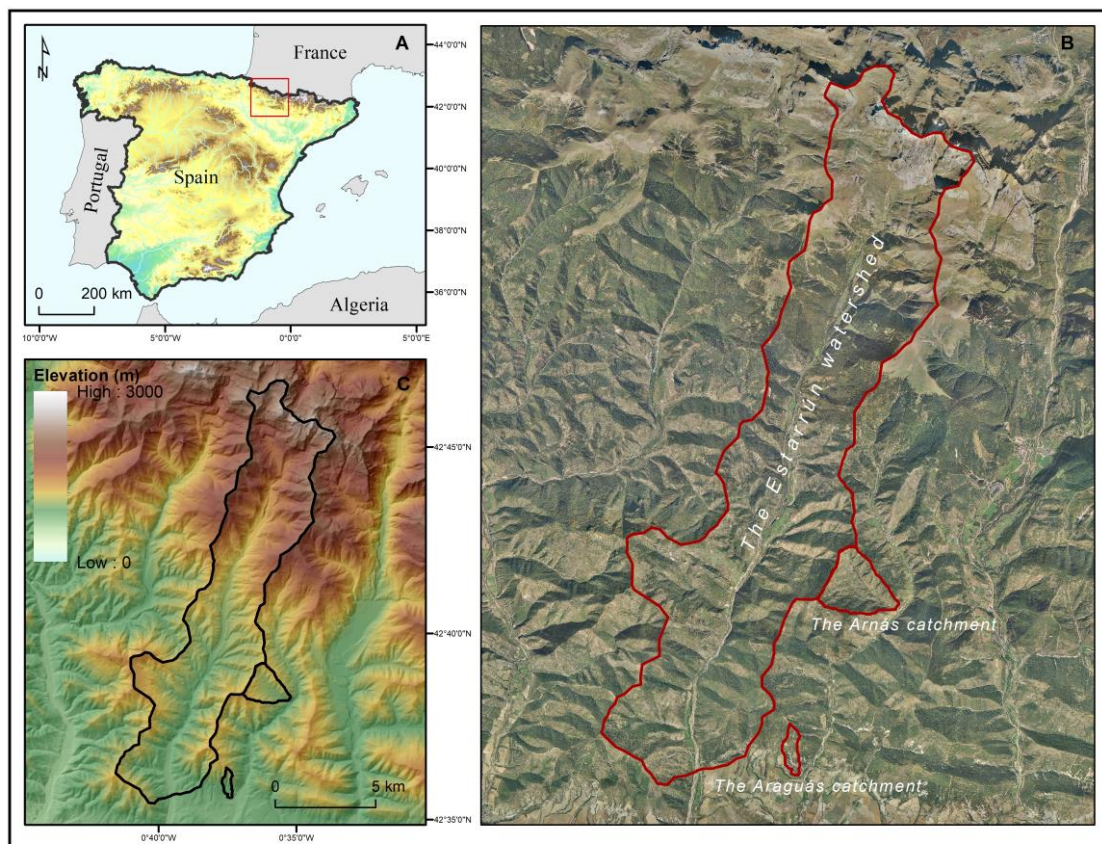 A
N
France
Portugal
Spain
Algeria
0 200 km
44°0'0"N
42°0'0"N
40°0'0"N
38°0'0"N
36°0'0"N
10°0'0"W
5°0'0"W
0°0'0"
5°0'0"E
B
The Estarrún watershed
The Arnás catchment
The Araguás catchment
C
Elevation (m)
High : 3000
Low : 0
42°45'0"N
42°40'0"N
42°35'0"N
0 5 km
0°40'0"W
0°35'0"W